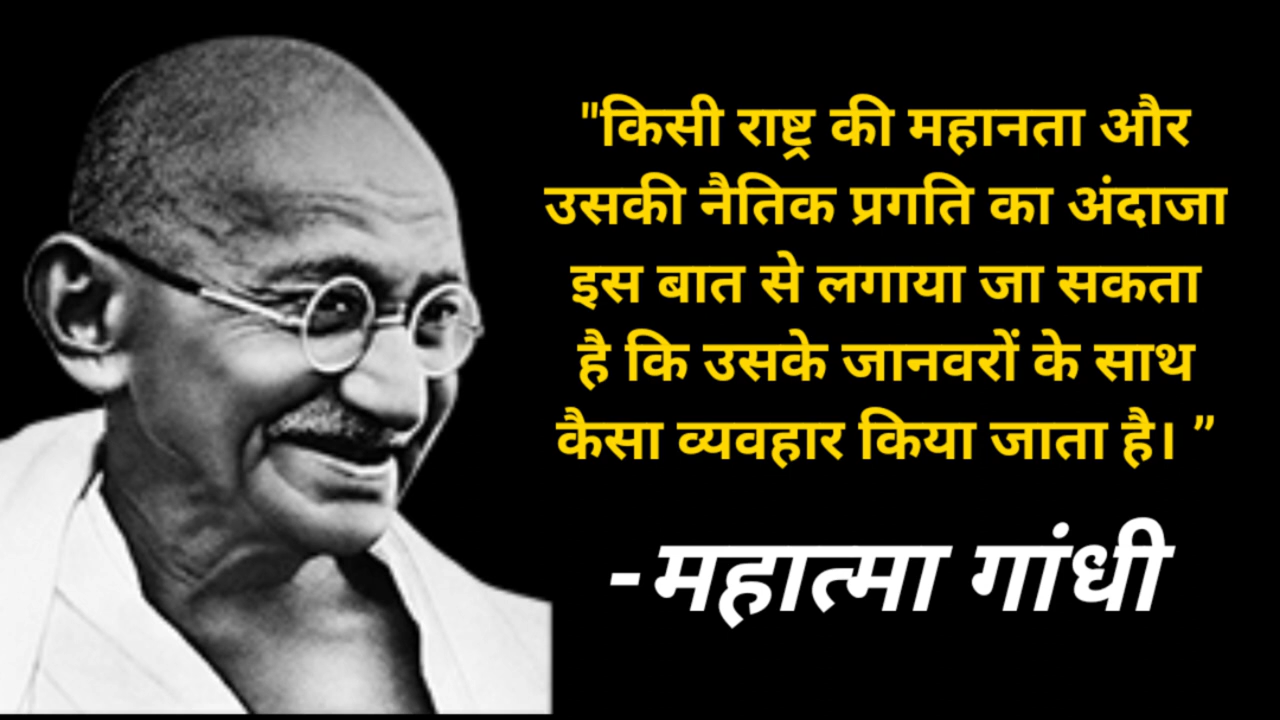 "किसी राष्ट्र की महानता और
उसकी नैतिक प्रगति का अंदाजा
इस बात से लगाया जा सकता
है कि उसके जानवरों के साथ
कैसा व्यवहार किया जाता है। ”
-महात्मा गांधी